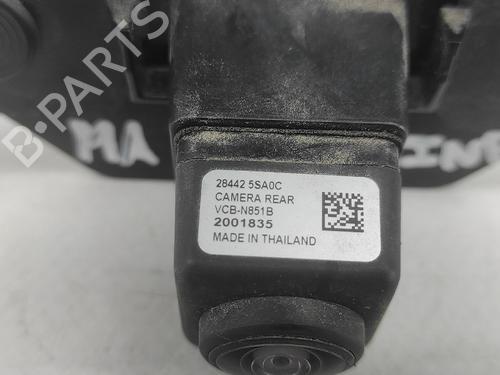 B-PARTS
28442 5SA0C
CAMERA REAR
VCB-N851B
2001835
MADE IN THAILAND